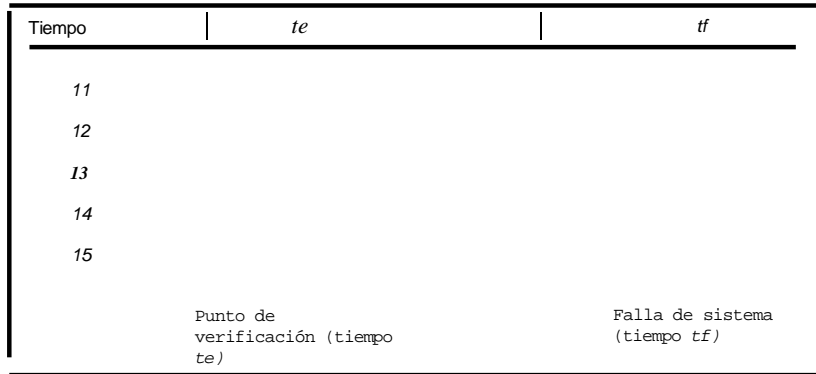 Tiempo te tf
11
12
13
14
15
Punto de
verificación (tiempo
te)
Falla de sistema
(tiempo tf)